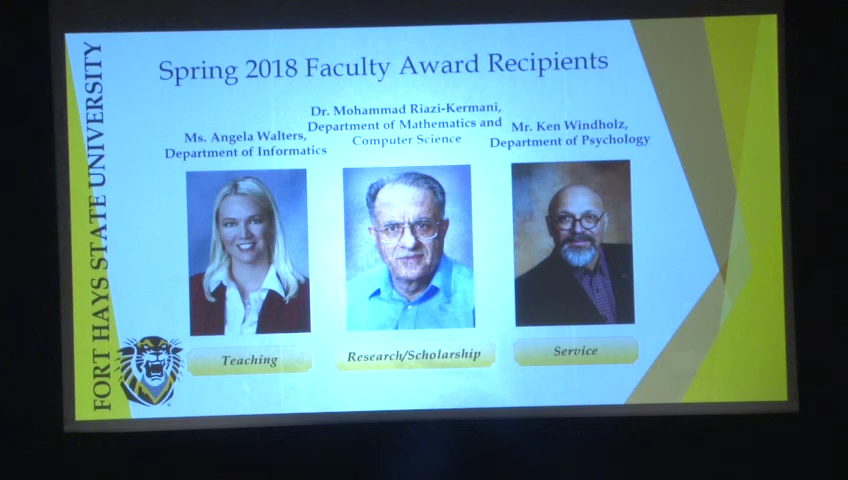 FORT HAYS STATE UNIVERSITY
Spring 2018 Faculty Award Recipients
Ms. Angela Walters,
Department of Informatics
Dr. Mohammad Riazi-Kermani,
Department of Mathematics and
Computer Science
Mr. Ken Windholz,
Department of Psychology
Teaching
Research/Scholarship
Service